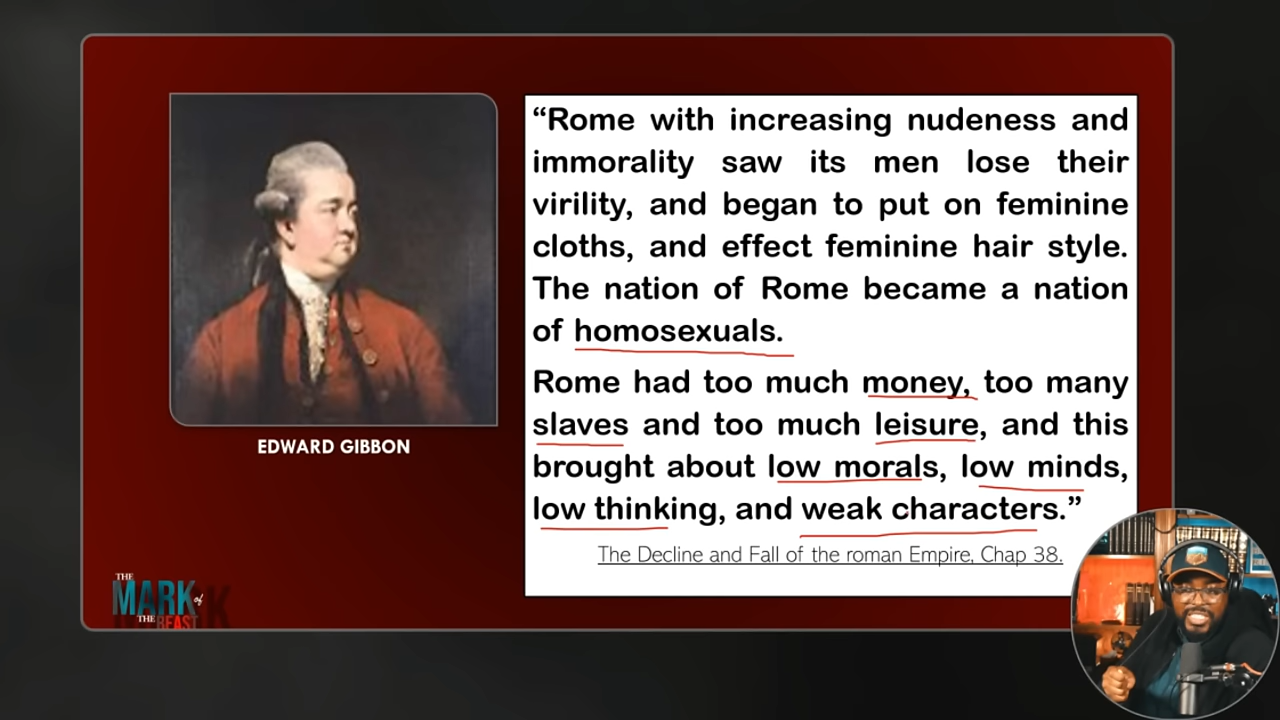 “Rome with increasing nudeness and
immorality saw its men lose their
virility, and began to put on feminine
cloths, and effect feminine hair style.
The nation of Rome became a nation
of homosexuals.
Rome had too much money, too many
slaves and too much leisure, and this
brought about low morals, low minds,
low thinking, and weak characters.”
The Decline and Fall of the roman Empire, Chap 38.
EDWARD GIBBON
THE
MARK of
THE BEAST